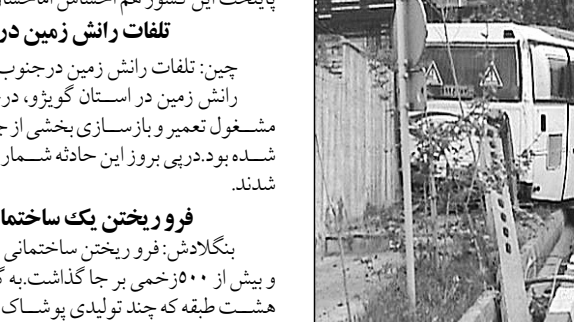 پایتخت این کشور هم احساس
تلفات رانش زمین در
چین: تلفات رانش زمین درجنوب
رانش زمین در استان گویژو، در
مشغول تعمیر و بازسازی بخشی از
شده بود.درپی بروز این حادثه شمار
شدند.
فرو ریختن یک ساختما
بنگلادش: فرو ریختن ساختمانی
و بیش از ۵۰۰زخمی بر جا گذاشت.به
هشت طبقه که چند تولیدی پوشاک